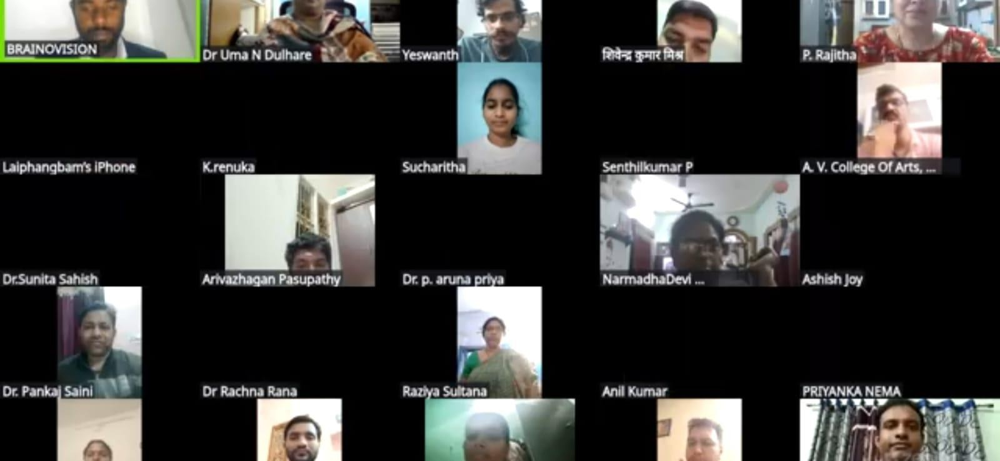 BRAINOVISION
Dr Uma N Dulhare
Yeswanth
शिवेन्द्र कुमार मिश्र
P. Rajitha
Laiphangbam's iPhone
K.renuka
Sucharitha
Senthilkumar P
A. V. College Of Arts, ...
Dr.Sunita Sahish
Arivazhagan Pasupathy
Dr. p. aruna priya
NarmadhaDevi ...
Ashish Joy
Dr. Pankaj Saini
Dr Rachna Rana
Raziya Sultana
Anil Kumar
PRIYANKA NEMA